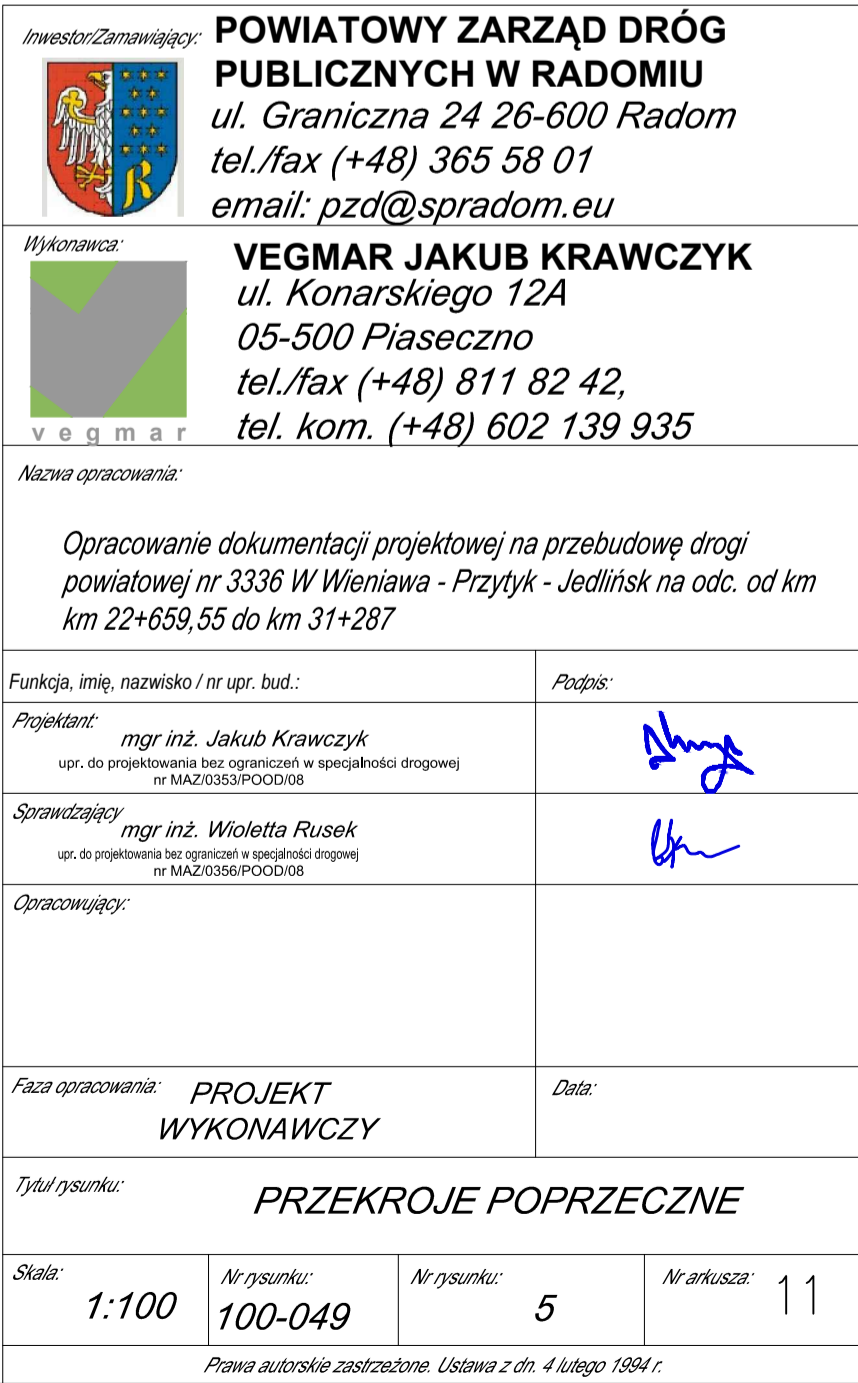 Inwestor/Zamawiający: POWIATOWY ZARZĄD DRÓG
PUBLICZNYCH W RADOMIU
ul. Graniczna 24 26-600 Radom
tel./fax (+48) 365 58 01
email: pzd@spradom.eu
R
Wykonawca: VEGMAR JAKUB KRAWCZYK
ul. Konarskiego 12A
05-500 Piaseczno
tel./fax (+48) 811 82 42,
tel. kom. (+48) 602 139 935
vegmar
Nazwa opracowania:
Opracowanie dokumentacji projektowej na przebudowę drogi
powiatowej nr 3336 W Wieniawa - Przytyk - Jedlińsk na odc. od km
km 22+659,55 do km 31+287
Funkcja, imię, nazwisko / nr upr. bud.: Podpis:
Projektant:
mgr inż. Jakub Krawczyk
upr. do projektowania bez ograniczeń w specjalności drogowej
nr MAZ/0353/POOD/08
Sprawdzający
mgr inż. Wioletta Rusek
upr. do projektowania bez ograniczeń w specjalności drogowej
nr MAZ/0356/POOD/08
Opracowujący:
Faza opracowania: PROJEKT
WYKONAWCZY
Data:
Tytuł rysunku: PRZEKROJE POPRZECZNE
Skala: 1:100
Nr rysunku: 100-049
Nr rysunku: 5
Nr arkusza: 11
Prawa autorskie zastrzeżone. Ustawa z dn. 4 lutego 1994 r.